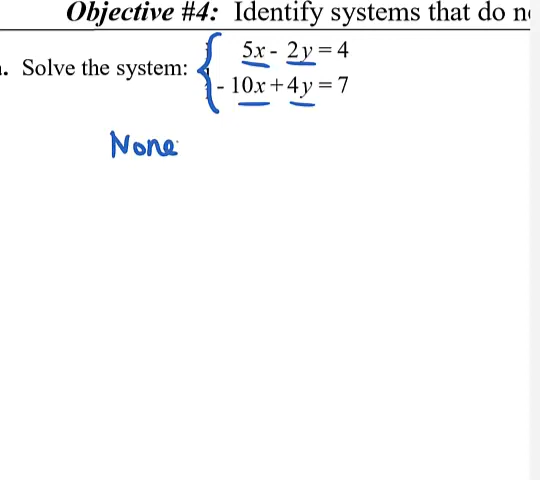 Objective #4: Identify systems that do n
. Solve the system: { 5x - 2y = 4
- 10x + 4y = 7
None